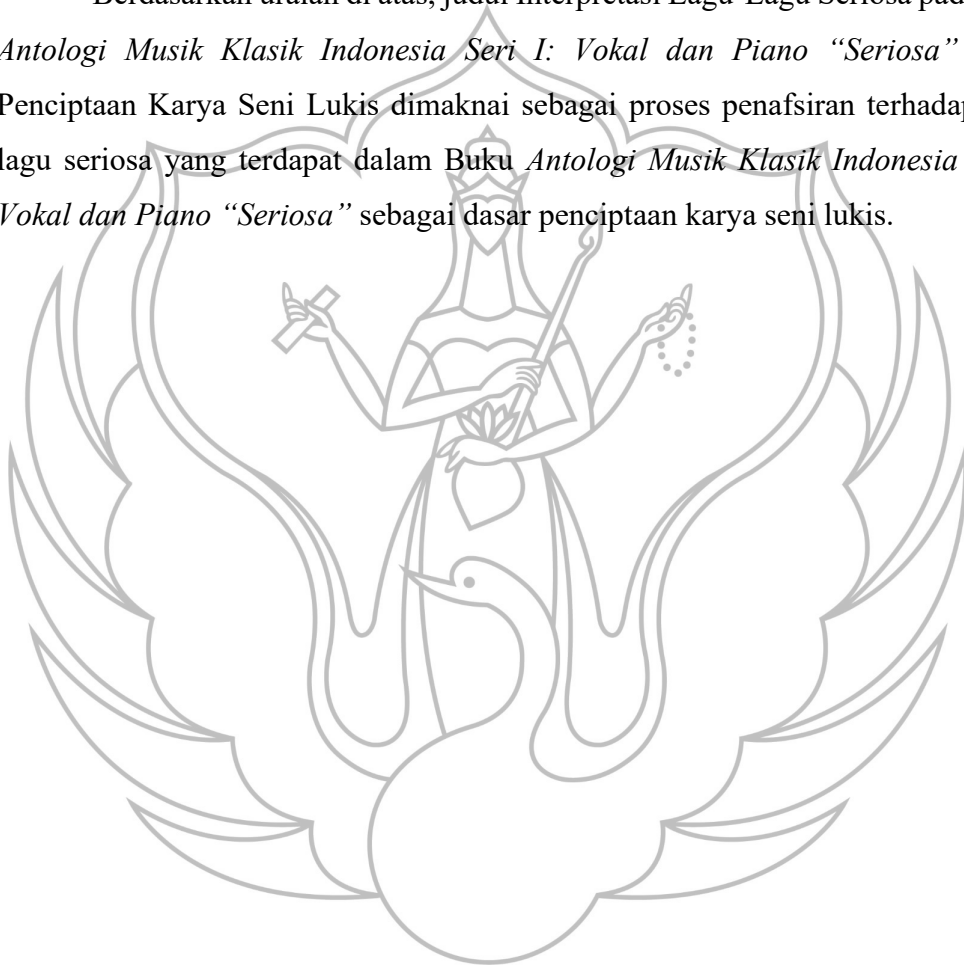 Berdasarkan uraian di atas, judul Interpretasi Lagu-Lagu Seriosa pad
Antologi Musik Klasik Indonesia Seri I: Vokal dan Piano “Seriosa”
Penciptaan Karya Seni Lukis dimaknai sebagai proses penafsiran terhadap
lagu seriosa yang terdapat dalam Buku Antologi Musik Klasik Indonesia
Vokal dan Piano “Seriosa” sebagai dasar penciptaan karya seni lukis.